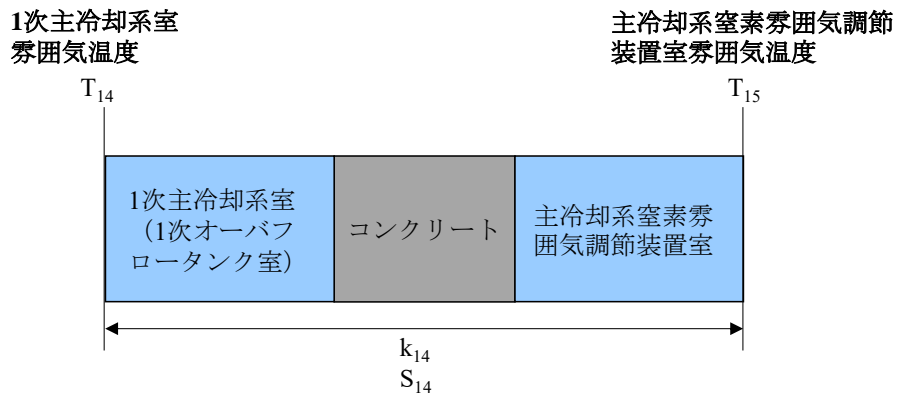 1次主冷却系室
雰囲気温度
T₁₄
主冷却系窒素雰囲気調節
装置室雰囲気温度
T₁₅
1次主冷却系室
（1次オーバフ
ロータンク室）
コンクリート
主冷却系窒素雰
囲気調節装置室
k₁₄
S₁₄